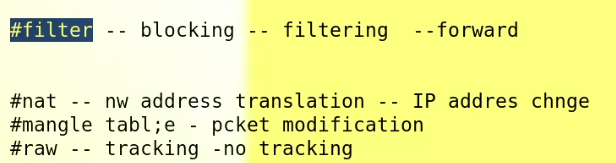 #filter -- blocking -- filtering  --forward
#nat -- nw address translation -- IP addres chnge
#mangle tabl;e - pcket modification
#raw -- tracking -no tracking